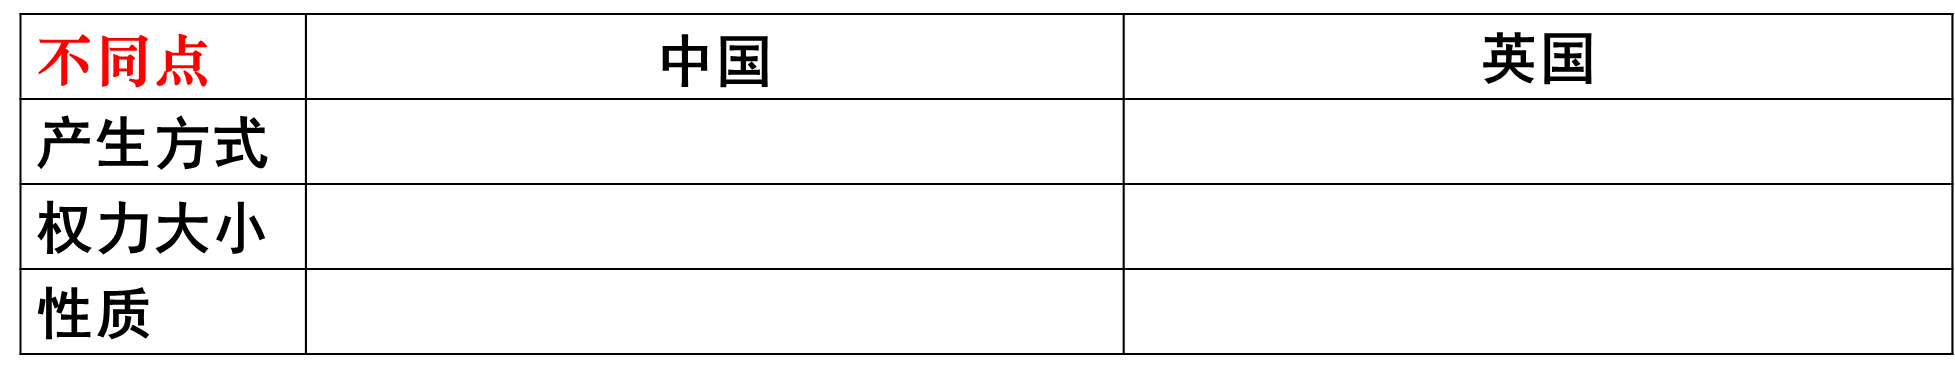 不同点 中国 英国
产生方式
权力大小
性质